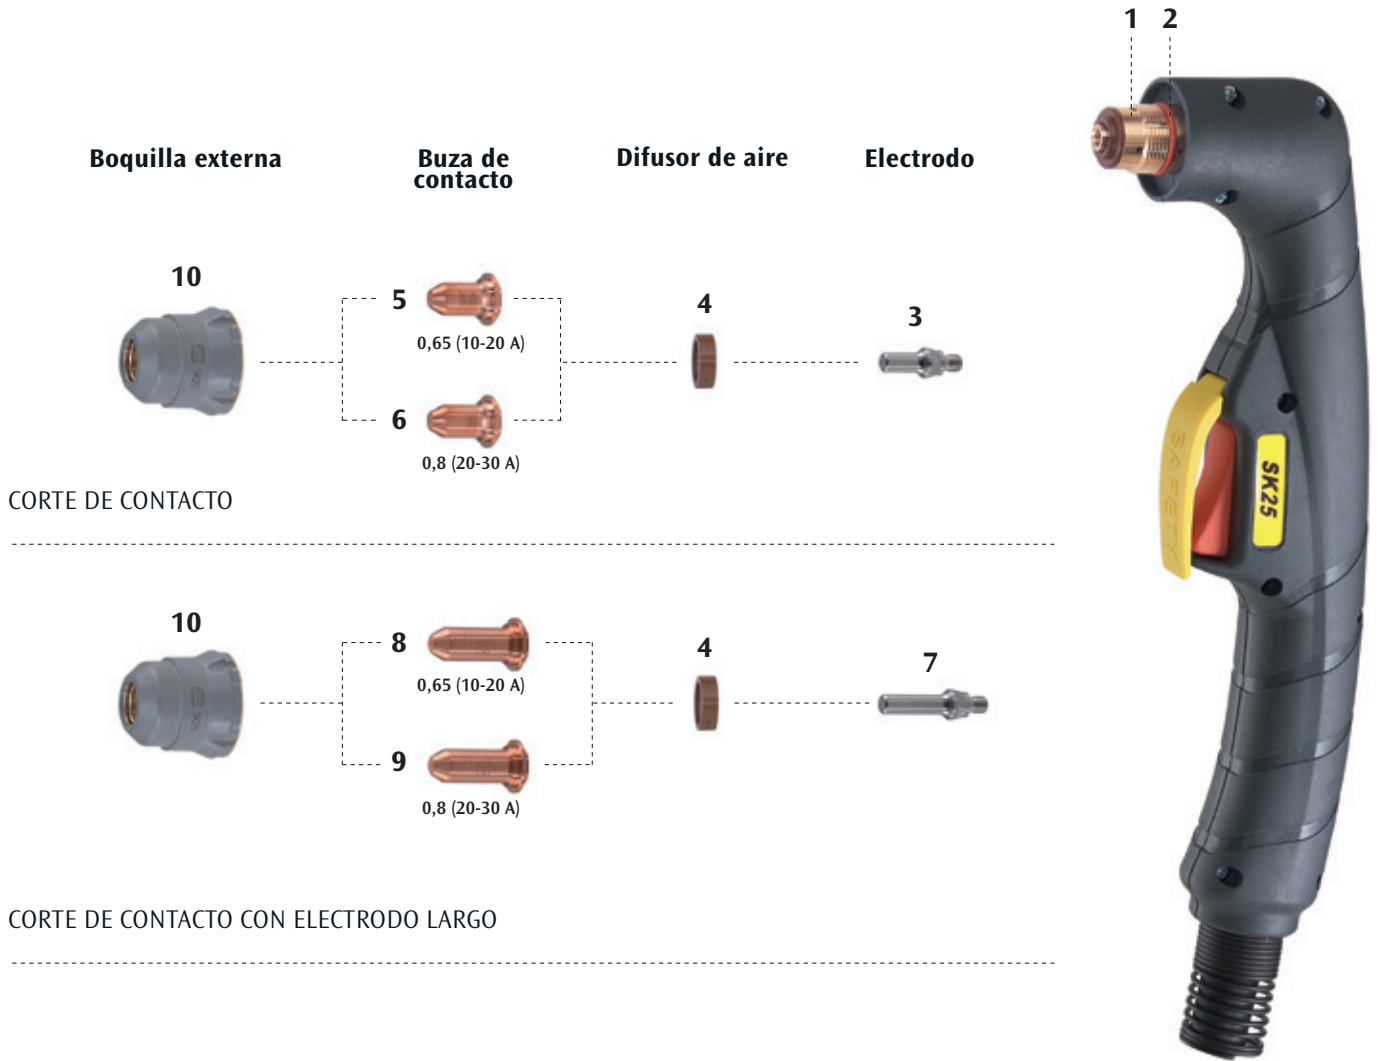 1 2
Boquilla externa
Buza de
contacto
Difusor de aire
Electrodo
10
5
0,65 (10-20 A)
6
0,8 (20-30 A)
4
3
CORTE DE CONTACTO
10
8
0,65 (10-20 A)
9
0,8 (20-30 A)
4
7
CORTE DE CONTACTO CON ELECTRODO LARGO
SAFETY
SK25